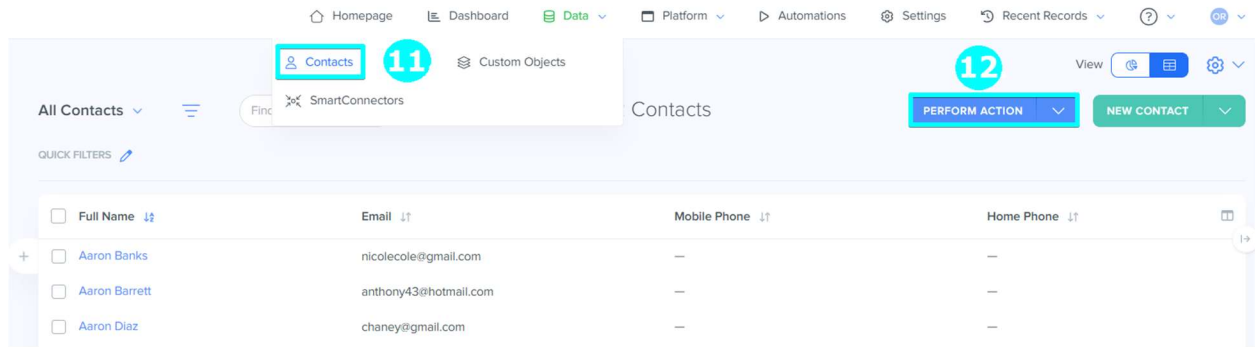 Homepage Dashboard Data Platform Automations Settings Recent Records ? OR
Contacts 11 Custom Objects
12 View
SmartConnectors
All Contacts Contacts PERFORM ACTION NEW CONTACT
QUICK FILTERS
Full Name Email Mobile Phone Home Phone
Aaron Banks nicolecole@gmail.com — —
Aaron Barrett anthony43@hotmail.com — —
Aaron Diaz chaney@gmail.com — —